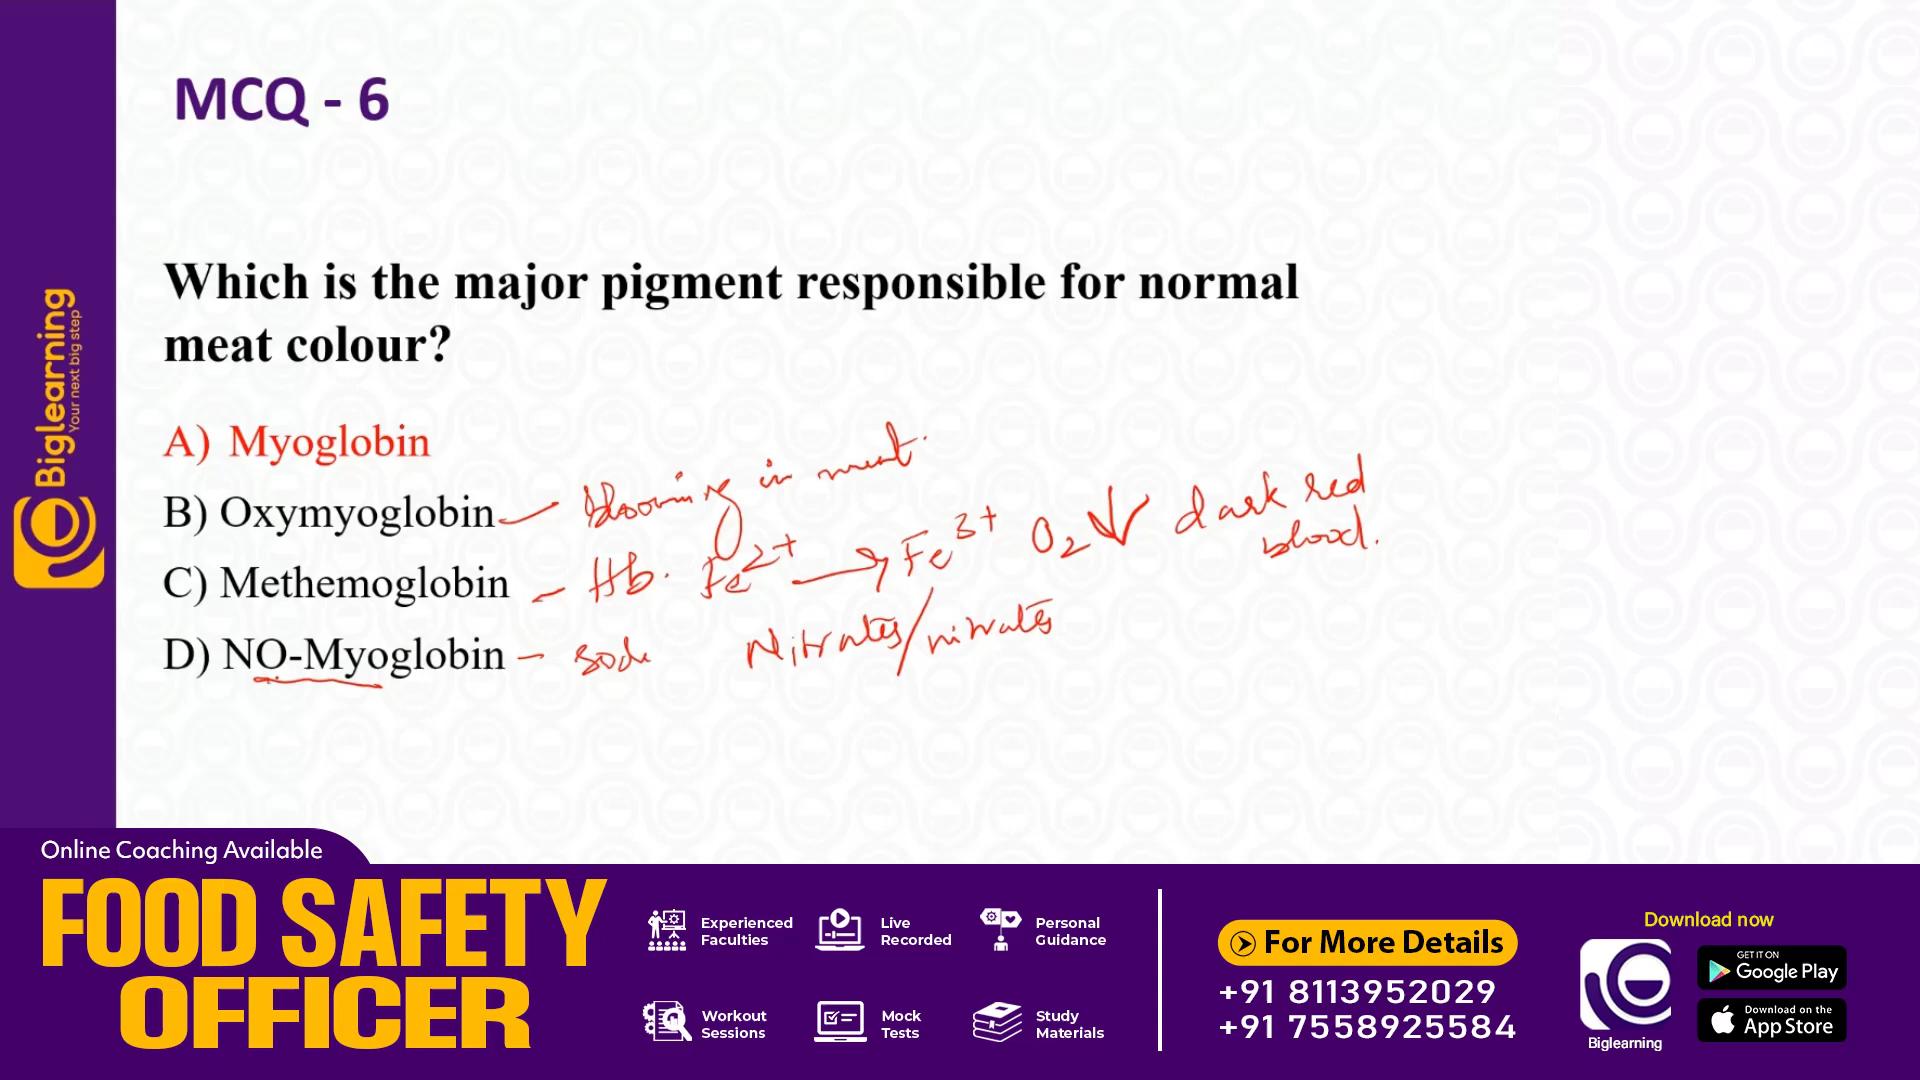 MCQ - 6
Which is the major pigment responsible for normal
meat colour?
A) Myoglobin
B) Oxymyoglobin - blooming in meat.
C) Methemoglobin - Hb. Fe2+ → Fe3+ O2↓ dark red
blood.
D) NO-Myoglobin - sod Nitrates/nitrates
Biglearning
Your next big step
Online Coaching Available
FOOD SAFETY
OFFICER
Experienced
Faculties
Live
Recorded
Personal
Guidance
Workout
Sessions
Mock
Tests
Study
Materials
For More Details
+91 8113952029
+91 7558925584
Download now
Biglearning
GET IT ON
Google Play
Download on the
App Store